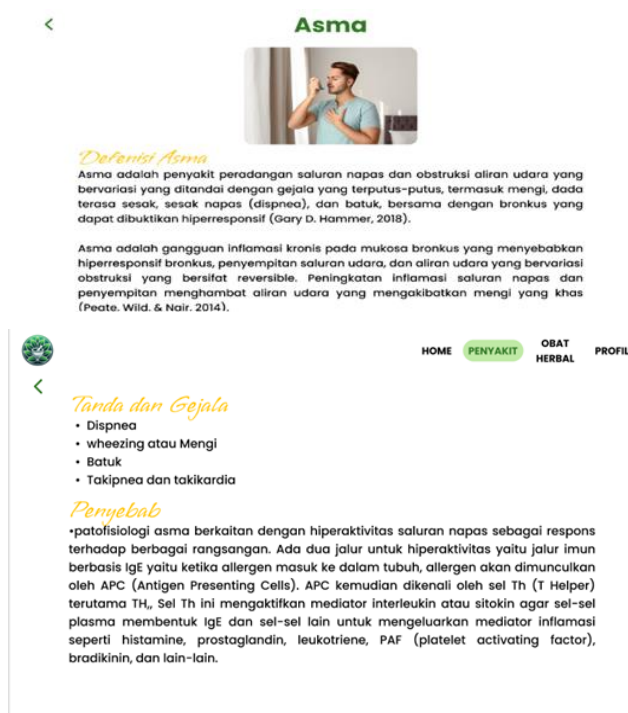 Asma
Defenisi Asma
Asma adalah penyakit peradangan saluran napas dan obstruksi aliran udara yang
bervariasi yang ditandai dengan gejala yang terputus-putus, termasuk mengi, dada
terasa sesak, sesak napas (dispnea), dan batuk, bersama dengan bronkus yang
dapat dibuktikan hiperresponsif (Gary D. Hammer, 2018).
Asma adalah gangguan inflamasi kronis pada mukosa bronkus yang menyebabkan
hiperresponsif bronkus, penyempitan saluran udara, dan aliran udara yang bervariasi
obstruksi yang bersifat reversible. Peningkatan inflamasi saluran napas dan
penyempitan menghambat aliran udara yang mengakibatkan mengi yang khas
(Peate, Wild, & Nair, 2014).
HOME PENYAKIT OBAT HERBAL PROFIL
Tanda dan Gejala
• Dispnea
• wheezing atau Mengi
• Batuk
• Takipnea dan takikardia
Penyebab
•patofisiologi asma berkaitan dengan hiperaktivitas saluran napas sebagai respons
terhadap berbagai rangsangan. Ada dua jalur untuk hiperaktivitas yaitu jalur imun
berbasis IgE yaitu ketika allergen masuk ke dalam tubuh, allergen akan dimunculkan
oleh APC (Antigen Presenting Cells). APC kemudian dikenali oleh sel Th (T Helper)
terutama TH,, Sel Th ini mengaktifkan mediator interleukin atau sitokin agar sel-sel
plasma membentuk IgE dan sel-sel lain untuk mengeluarkan mediator inflamasi
seperti histamine, prostaglandin, leukotriene, PAF (platelet activating factor),
bradikinin, dan lain-lain.